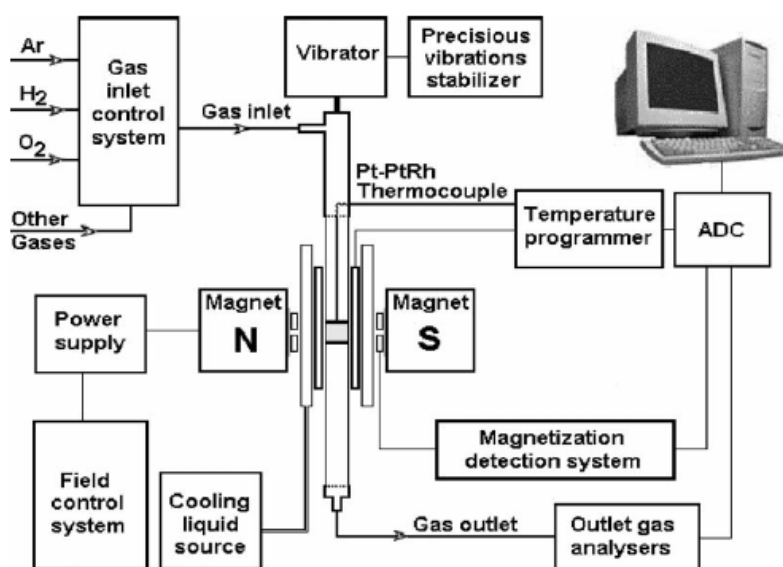 Ar
H2
O2
Other
Gases
Gas
inlet
control
system
Gas inlet
Vibrator
Precisious
vibrations
stabilizer
Pt-PtRh
Thermocouple
Temperature
programmer
ADC
Power
supply
Magnet
N
Magnet
S
Field
control
system
Cooling
liquid
source
Magnetization
detection system
Gas outlet
Outlet gas
analysers